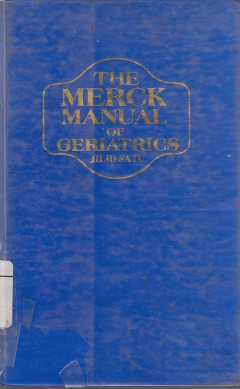 THE
MERCK
MANUAL
OF
GERIATRICS
JILID SATU